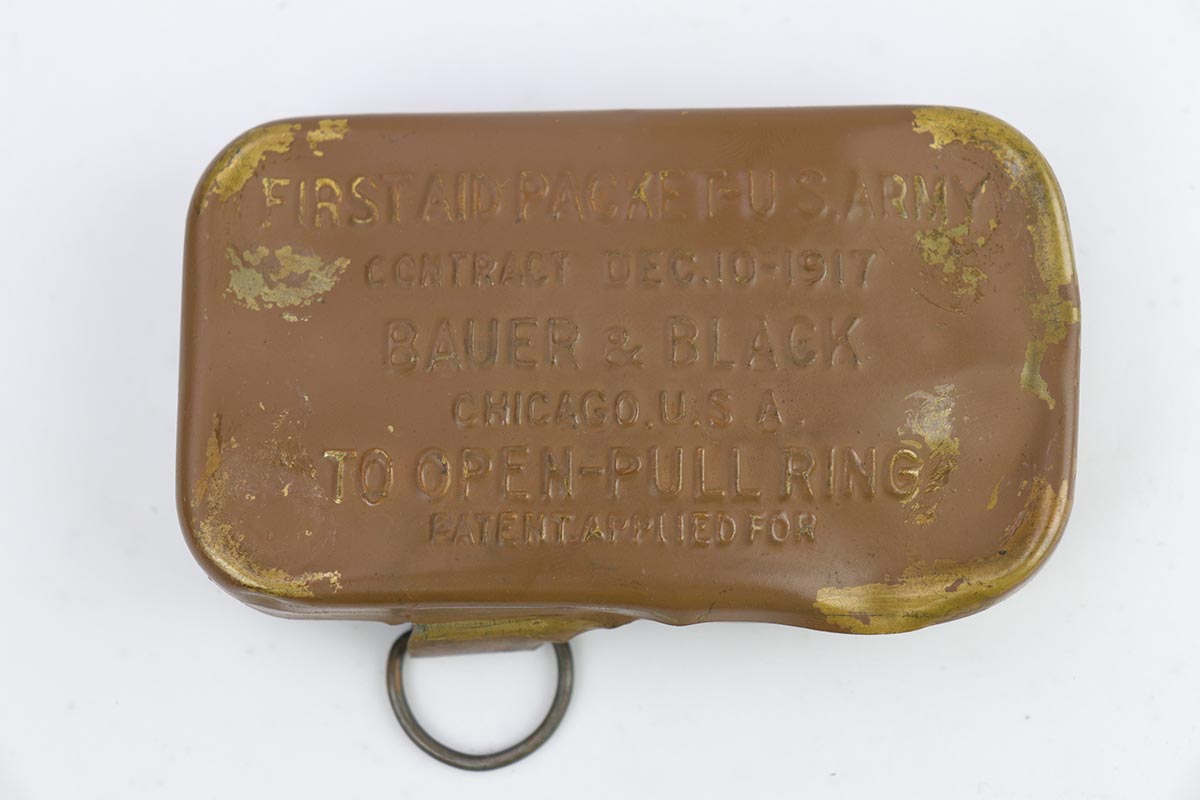 FIRST AID PACKET-U.S. ARMY.
CONTRACT DEC.10-1917
BAUER & BLACK
CHICAGO.U.S.A.
TO OPEN-PULL RING
PATENT APPLIED FOR